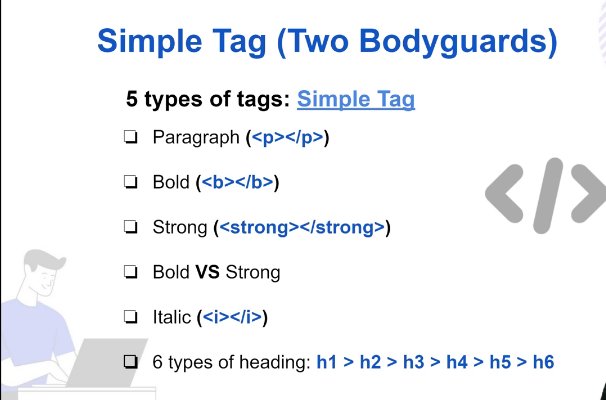 Simple Tag (Two Bodyguards)
5 types of tags: Simple Tag
❏ Paragraph (<p></p>)
❏ Bold (<b></b>)
❏ Strong (<strong></strong>)
❏ Bold VS Strong
❏ Italic (<i></i>)
❏ 6 types of heading: h1 > h2 > h3 > h4 > h5 > h6
</>